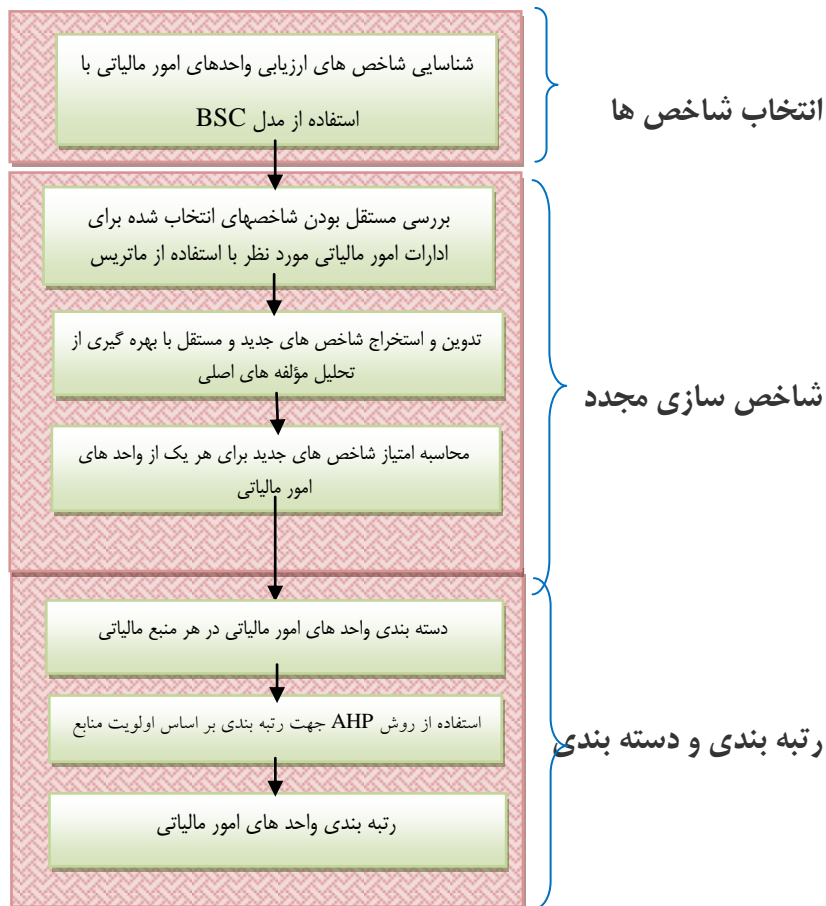 شناسایی شاخص های ارزیابی واحدهای امور مالیاتی با
استفاده از مدل BSC
انتخاب شاخص ها
بررسی مستقل بودن شاخصهای انتخاب شده برای
ادارات امور مالیاتی مورد نظر با استفاده از ماتریس
تدوین و استخراج شاخص های جدید و مستقل با بهره گیری از
تحلیل مؤلفه های اصلی
شاخص سازی مجدد
محاسبه امتیاز شاخص های جدید برای هر یک از واحد های
امور مالیاتی
دسته بندی واحد های امور مالیاتی در هر منبع مالیاتی
استفاده از روش AHP جهت رتبه بندی بر اساس اولویت منابع
رتبه بندی و دسته بندی
رتبه بندی واحد های امور مالیاتی